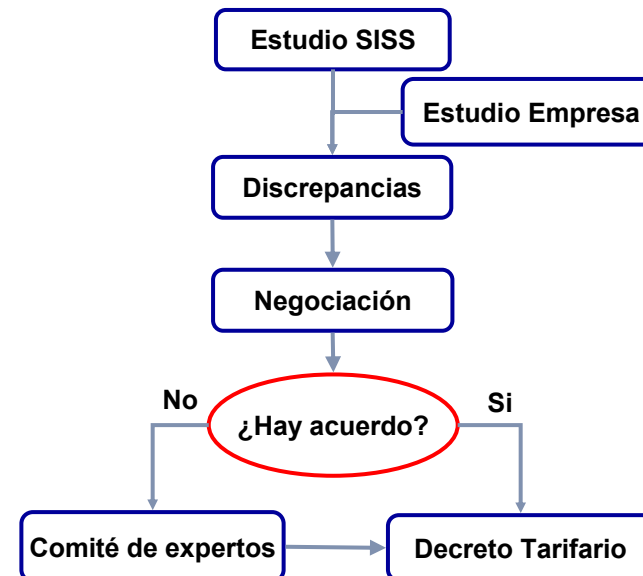 Estudio SISS
Estudio Empresa
Discrepancias
Negociación
No
Si
¿Hay acuerdo?
Comité de expertos
Decreto Tarifario